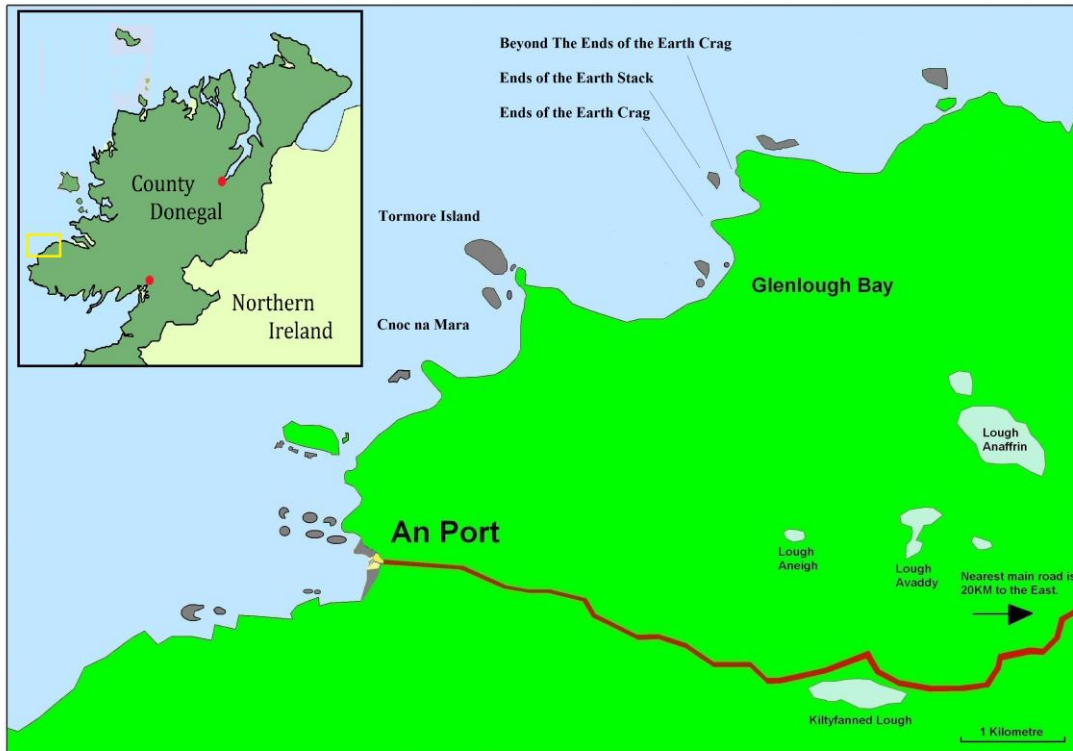 County
Donegal
Northern
Ireland
Beyond The Ends of the Earth Crag
Ends of the Earth Stack
Ends of the Earth Crag
Tormore Island
Glenlough Bay
Cnoc na Mara
Lough
Anaffrin
An Port
Lough
Aneigh
Lough
Avaddy
Nearest main road is
20KM to the East.
Kiltyfanned Lough
1 Kilometre